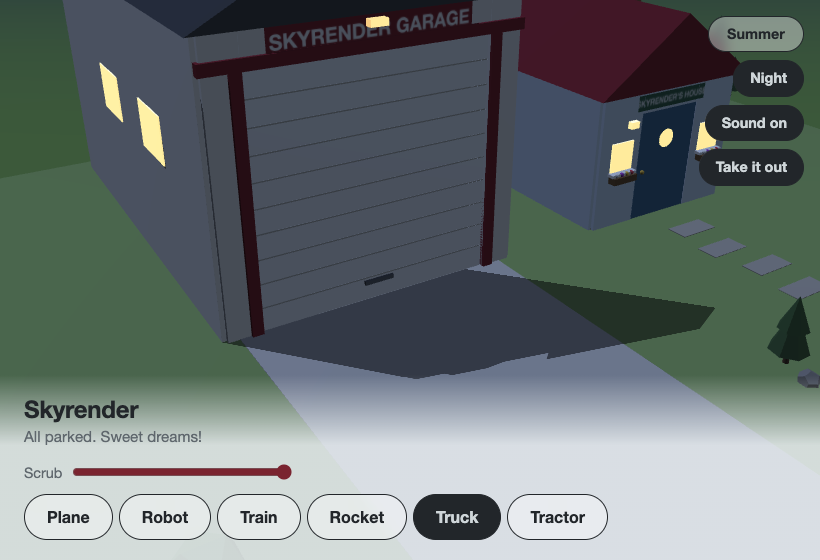 SKYRENDER GARAGE
Summer
Night
SKYRENDER'S HOUSE
Sound on
Take it out
Skyrender
All parked. Sweet dreams!
Scrub
Plane
Robot
Train
Rocket
Truck
Tractor